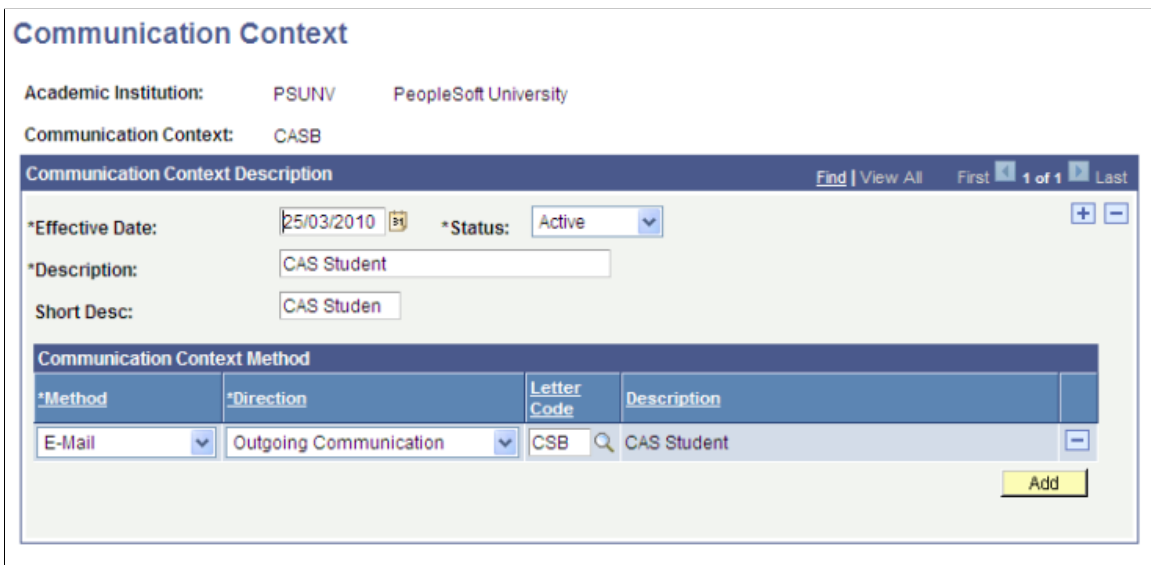 Communication Context
Academic Institution: PSUNV PeopleSoft University
Communication Context: CASB
Communication Context Description Find | View All First 1 of 1 Last
*Effective Date: 25/03/2010 31 *Status: Active
*Description: CAS Student
Short Desc: CAS Studen
Communication Context Method
*Method *Direction Letter Code Description
E-Mail Outgoing Communication CSB CAS Student
Add